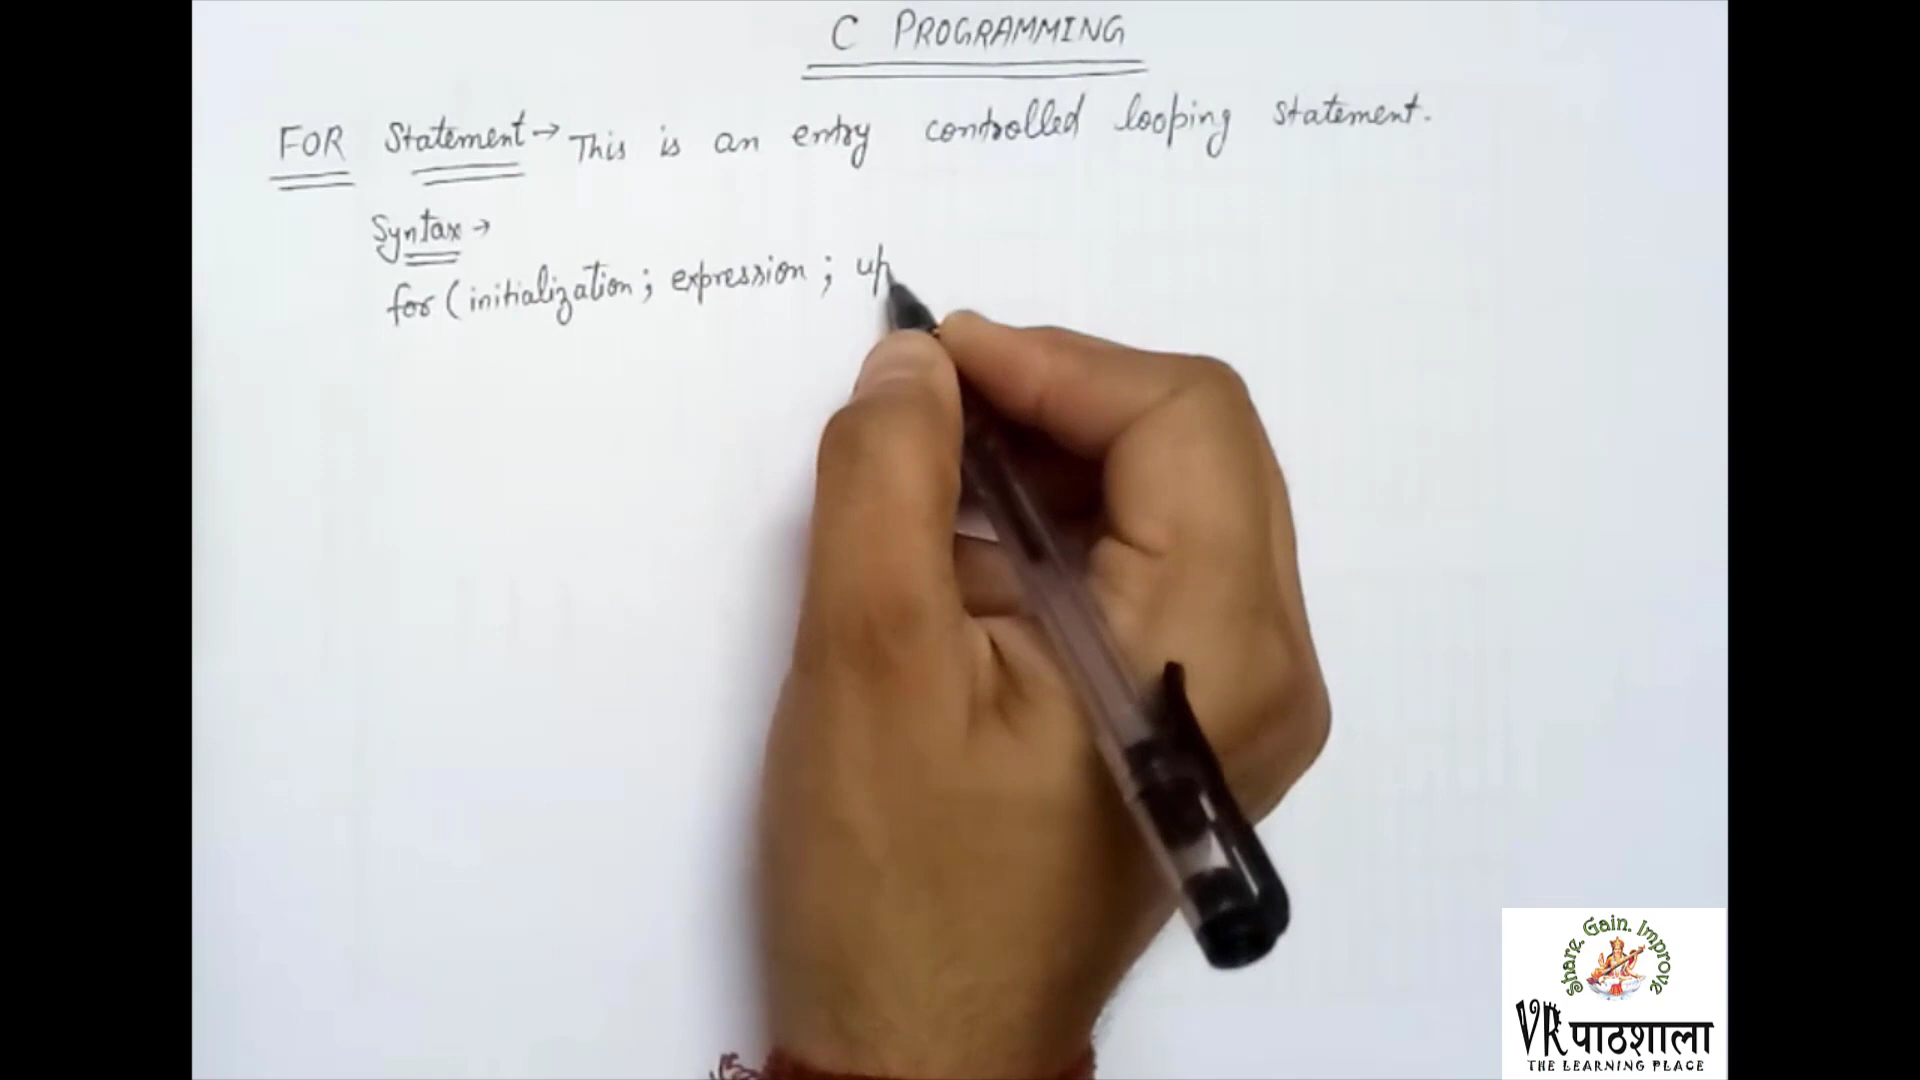 C PROGRAMMING
FOR Statement → This is an entry controlled looping statement.
Syntax →
for (initialization; expression; up
Share. Gain. Improve
VR पाठशाला
THE LEARNING PLACE